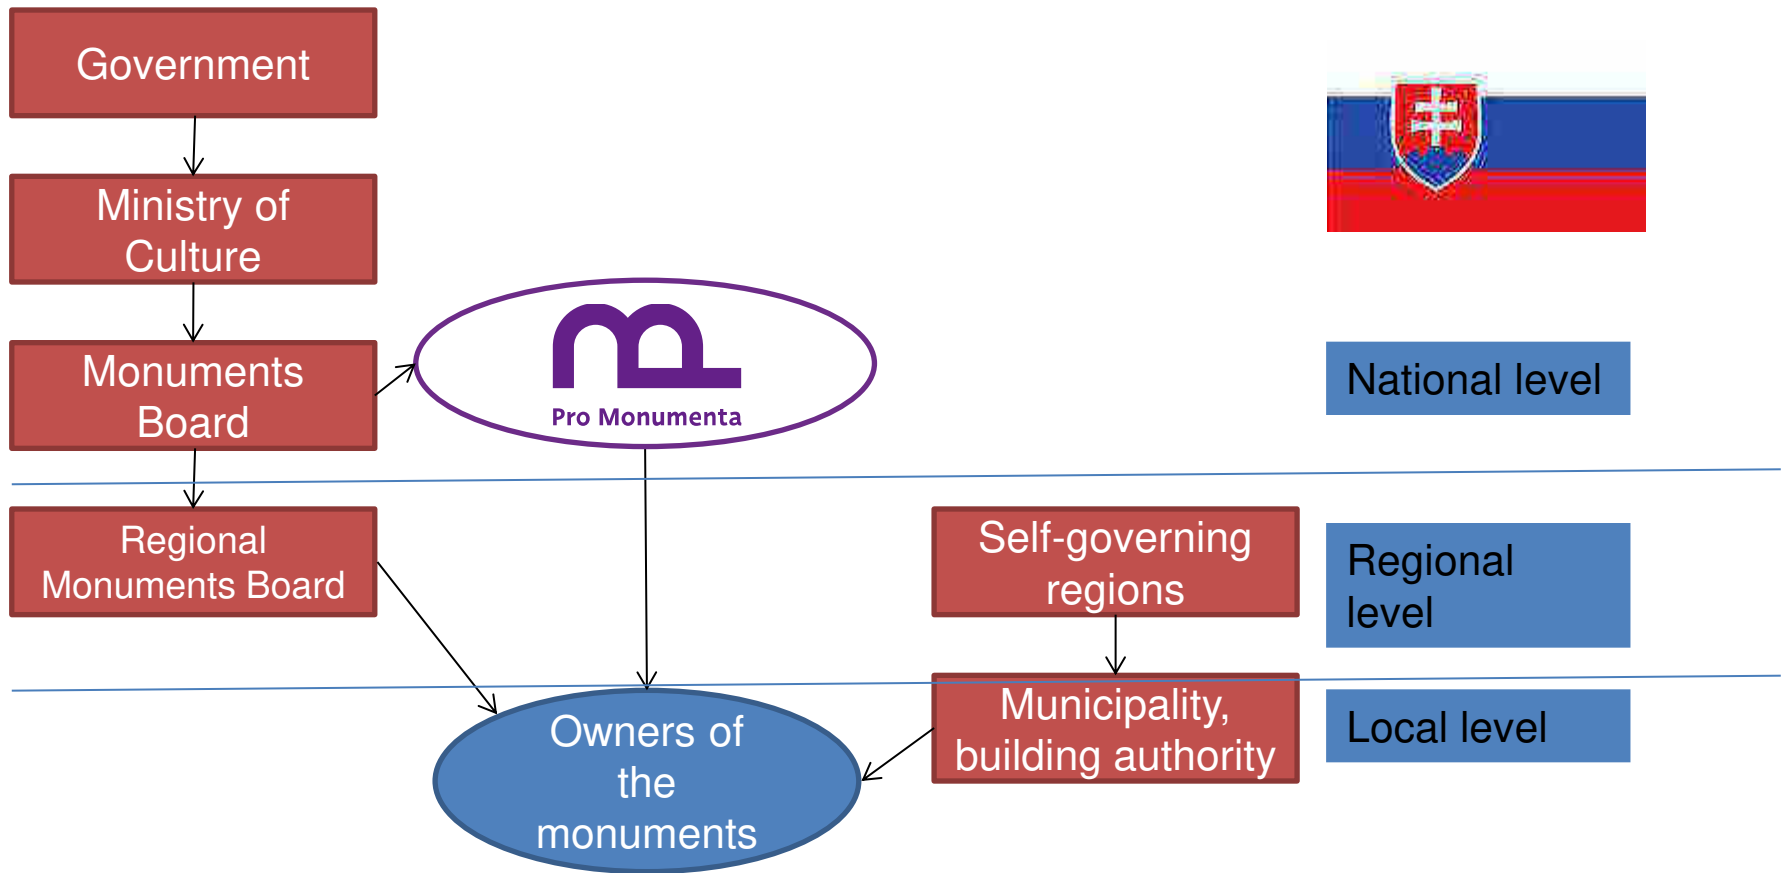 Government
Ministry of
Culture
Monuments
Board
Pro Monumenta
National level
Regional
Monuments Board
Self-governing
regions
Regional
level
Owners of
the
monuments
Municipality,
building authority
Local level